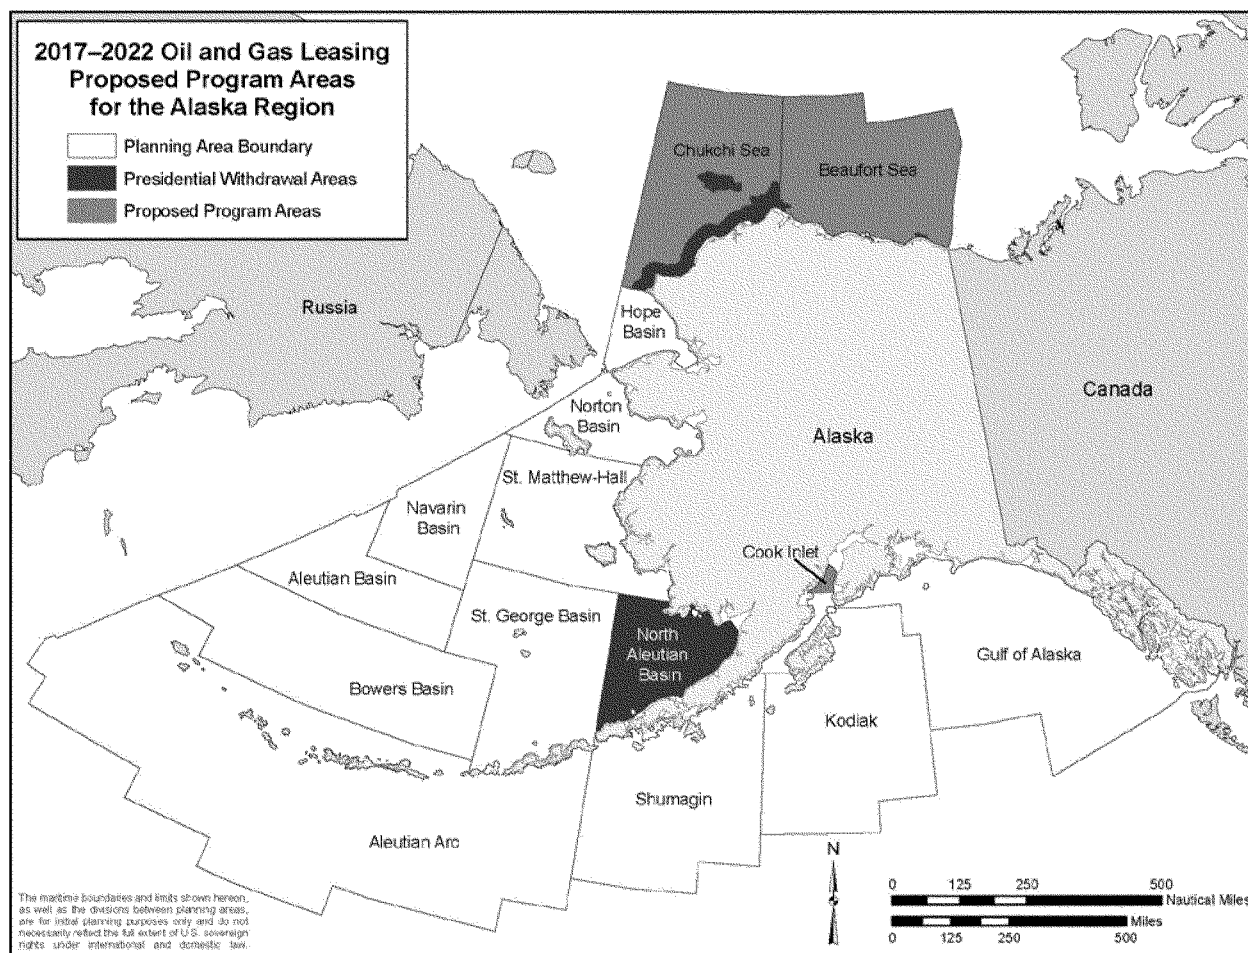 2017–2022 Oil and Gas Leasing
Proposed Program Areas
for the Alaska Region
Planning Area Boundary
Presidential Withdrawal Areas
Proposed Program Areas
Chukchi Sea
Beaufort Sea
Russia
Hope
Basin
Canada
Norton
Basin
Alaska
St. Matthew-Hall
Navarin
Basin
Cook Inlet
Aleutian Basin
St. George Basin
North
Aleutian
Basin
Gulf of Alaska
Bowers Basin
Kodiak
Shumagin
Aleutian Arc
N
0 125 250 500
Nautical Miles
Miles
0 125 250 500
The maritime boundaries and limits shown hereon,
as well as the divisions between planning areas,
are for initial planning purposes only and do not
necessarily reflect the full extent of U.S. sovereign
rights under international and domestic law.